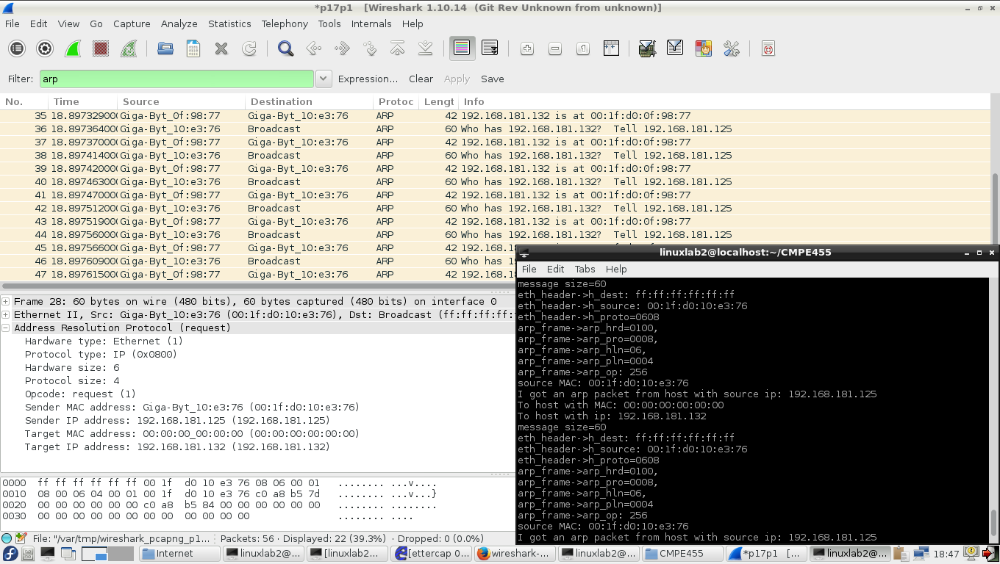 *p17p1   [Wireshark 1.10.14  (Git Rev Unknown from unknown)]
File Edit View Go Capture Analyze Statistics Telephony Tools Internals Help
Filter: arp Expression... Clear Apply Save
No. Time Source Destination Protoc Lengt Info
35 18.897329000 Giga-Byt_0f:98:77 Giga-Byt_10:e3:76 ARP 42 192.168.181.132 is at 00:1f:d0:0f:98:77
36 18.897364000 Giga-Byt_10:e3:76 Broadcast ARP 60 Who has 192.168.181.132?  Tell 192.168.181.125
37 18.897370000 Giga-Byt_0f:98:77 Giga-Byt_10:e3:76 ARP 42 192.168.181.132 is at 00:1f:d0:0f:98:77
38 18.897414000 Giga-Byt_10:e3:76 Broadcast ARP 60 Who has 192.168.181.132?  Tell 192.168.181.125
39 18.897420000 Giga-Byt_0f:98:77 Giga-Byt_10:e3:76 ARP 42 192.168.181.132 is at 00:1f:d0:0f:98:77
40 18.897463000 Giga-Byt_10:e3:76 Broadcast ARP 60 Who has 192.168.181.132?  Tell 192.168.181.125
41 18.897470000 Giga-Byt_0f:98:77 Giga-Byt_10:e3:76 ARP 42 192.168.181.132 is at 00:1f:d0:0f:98:77
42 18.897512000 Giga-Byt_10:e3:76 Broadcast ARP 60 Who has 192.168.181.132?  Tell 192.168.181.125
43 18.897519000 Giga-Byt_0f:98:77 Giga-Byt_10:e3:76 ARP 42 192.168.181.132 is at 00:1f:d0:0f:98:77
44 18.897560000 Giga-Byt_10:e3:76 Broadcast ARP 60 Who has 192.168.181.132?  Tell 192.168.181.125
45 18.897566000 Giga-Byt_0f:98:77 Giga-Byt_10:e3:76 ARP 42 192.168.1
46 18.897609000 Giga-Byt_10:e3:76 Broadcast ARP 60 Who has 1
47 18.897615000 Giga-Byt_0f:98:77 Giga-Byt_10:e3:76 ARP 42 192.168.1
Frame 28: 60 bytes on wire (480 bits), 60 bytes captured (480 bits) on interface 0
Ethernet II, Src: Giga-Byt_10:e3:76 (00:1f:d0:10:e3:76), Dst: Broadcast (ff:ff:ff:ff:
Address Resolution Protocol (request)
Hardware type: Ethernet (1)
Protocol type: IP (0x0800)
Hardware size: 6
Protocol size: 4
Opcode: request (1)
Sender MAC address: Giga-Byt_10:e3:76 (00:1f:d0:10:e3:76)
Sender IP address: 192.168.181.125 (192.168.181.125)
Target MAC address: 00:00:00_00:00:00 (00:00:00:00:00:00)
Target IP address: 192.168.181.132 (192.168.181.132)
0000  ff ff ff ff ff ff 00 1f  d0 10 e3 76 08 06 00 01   ........ ...v....
0010  08 00 06 04 00 01 00 1f  d0 10 e3 76 c0 a8 b5 7d   ........ ...v...}
0020  00 00 00 00 00 00 c0 a8  b5 84 00 00 00 00 00 00   ........ ........
0030  00 00 00 00 00 00 00 00  00 00 00 00               ........ ....
File: "/var/tmp/wireshark_pcapng_p1... Packets: 56 · Displayed: 22 (39.3%) · Dropped: 0 (0.0%)
linuxlab2@localhost:~/CMPE455
File Edit Tabs Help
message size=60
eth_header->h_dest: ff:ff:ff:ff:ff:ff
eth_header->h_source: 00:1f:d0:10:e3:76
eth_header->h_proto=0608
arp_frame->arp_hrd=0100,
arp_frame->arp_pro=0008,
arp_frame->arp_hln=06,
arp_frame->arp_pln=0004
arp_frame->arp_op: 256
source MAC: 00:1f:d0:10:e3:76
I got an arp packet from host with source ip: 192.168.181.125
To host with MAC: 00:00:00:00:00:00
To host with ip: 192.168.181.132
message size=60
eth_header->h_dest: ff:ff:ff:ff:ff:ff
eth_header->h_source: 00:1f:d0:10:e3:76
eth_header->h_proto=0608
arp_frame->arp_hrd=0100,
arp_frame->arp_pro=0008,
arp_frame->arp_hln=06,
arp_frame->arp_pln=0004
arp_frame->arp_op: 256
source MAC: 00:1f:d0:10:e3:76
I got an arp packet from host with source ip: 192.168.181.125
Internet linuxlab2@... [linuxlab2... [ettercap 0.... wireshark-... linuxlab2@... CMPE455 *p17p1   [... linuxlab2@... 18:47